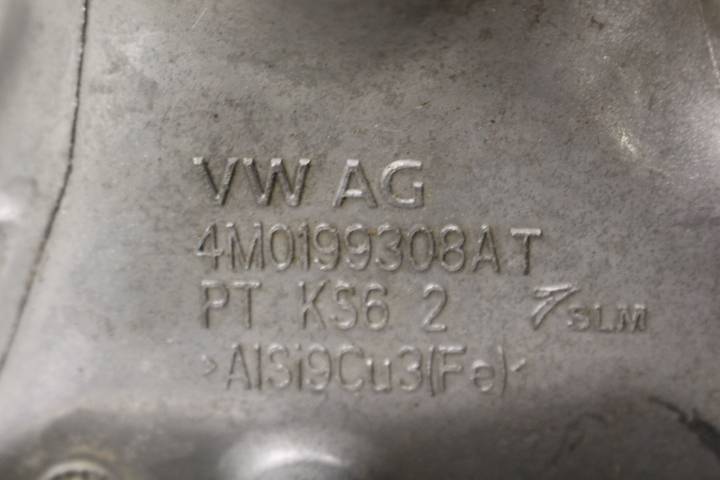 VW AG
4M0199308AT
PT KS6 2 SLM
>AlSi9Cu3(Fe)<